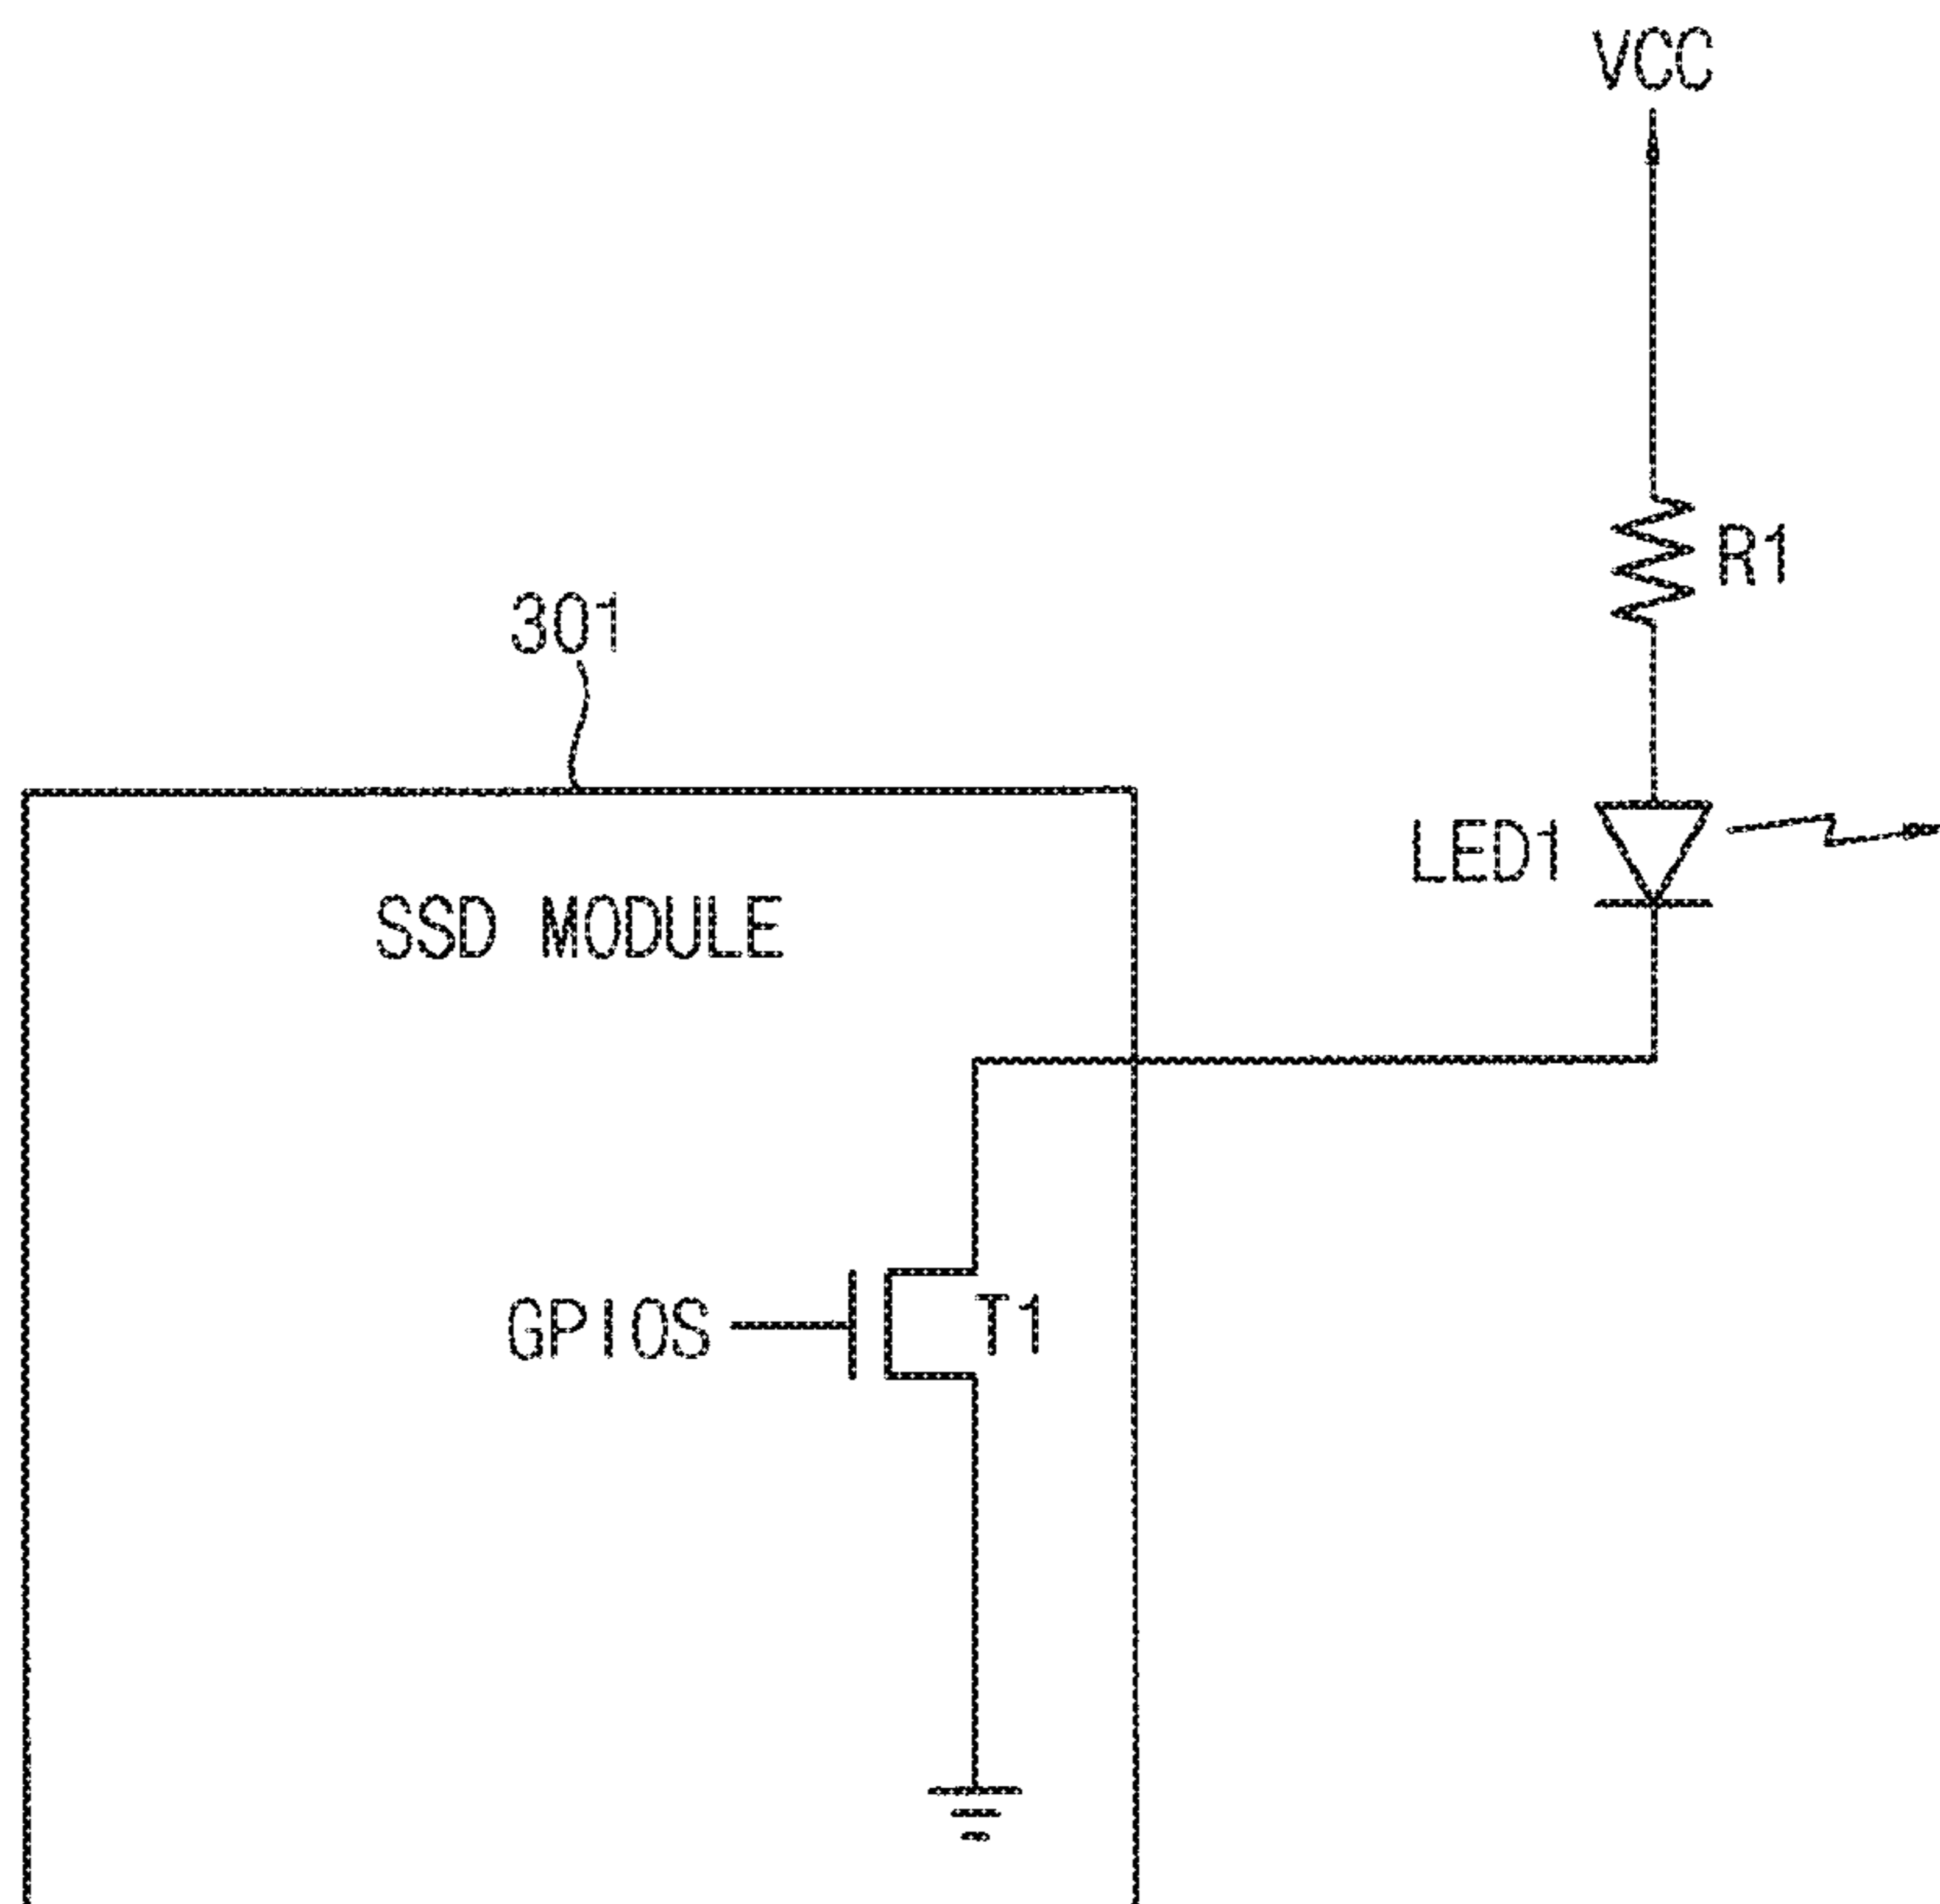 VCC
R1
301
LED1
SSD MODULE
GPIOS
T1